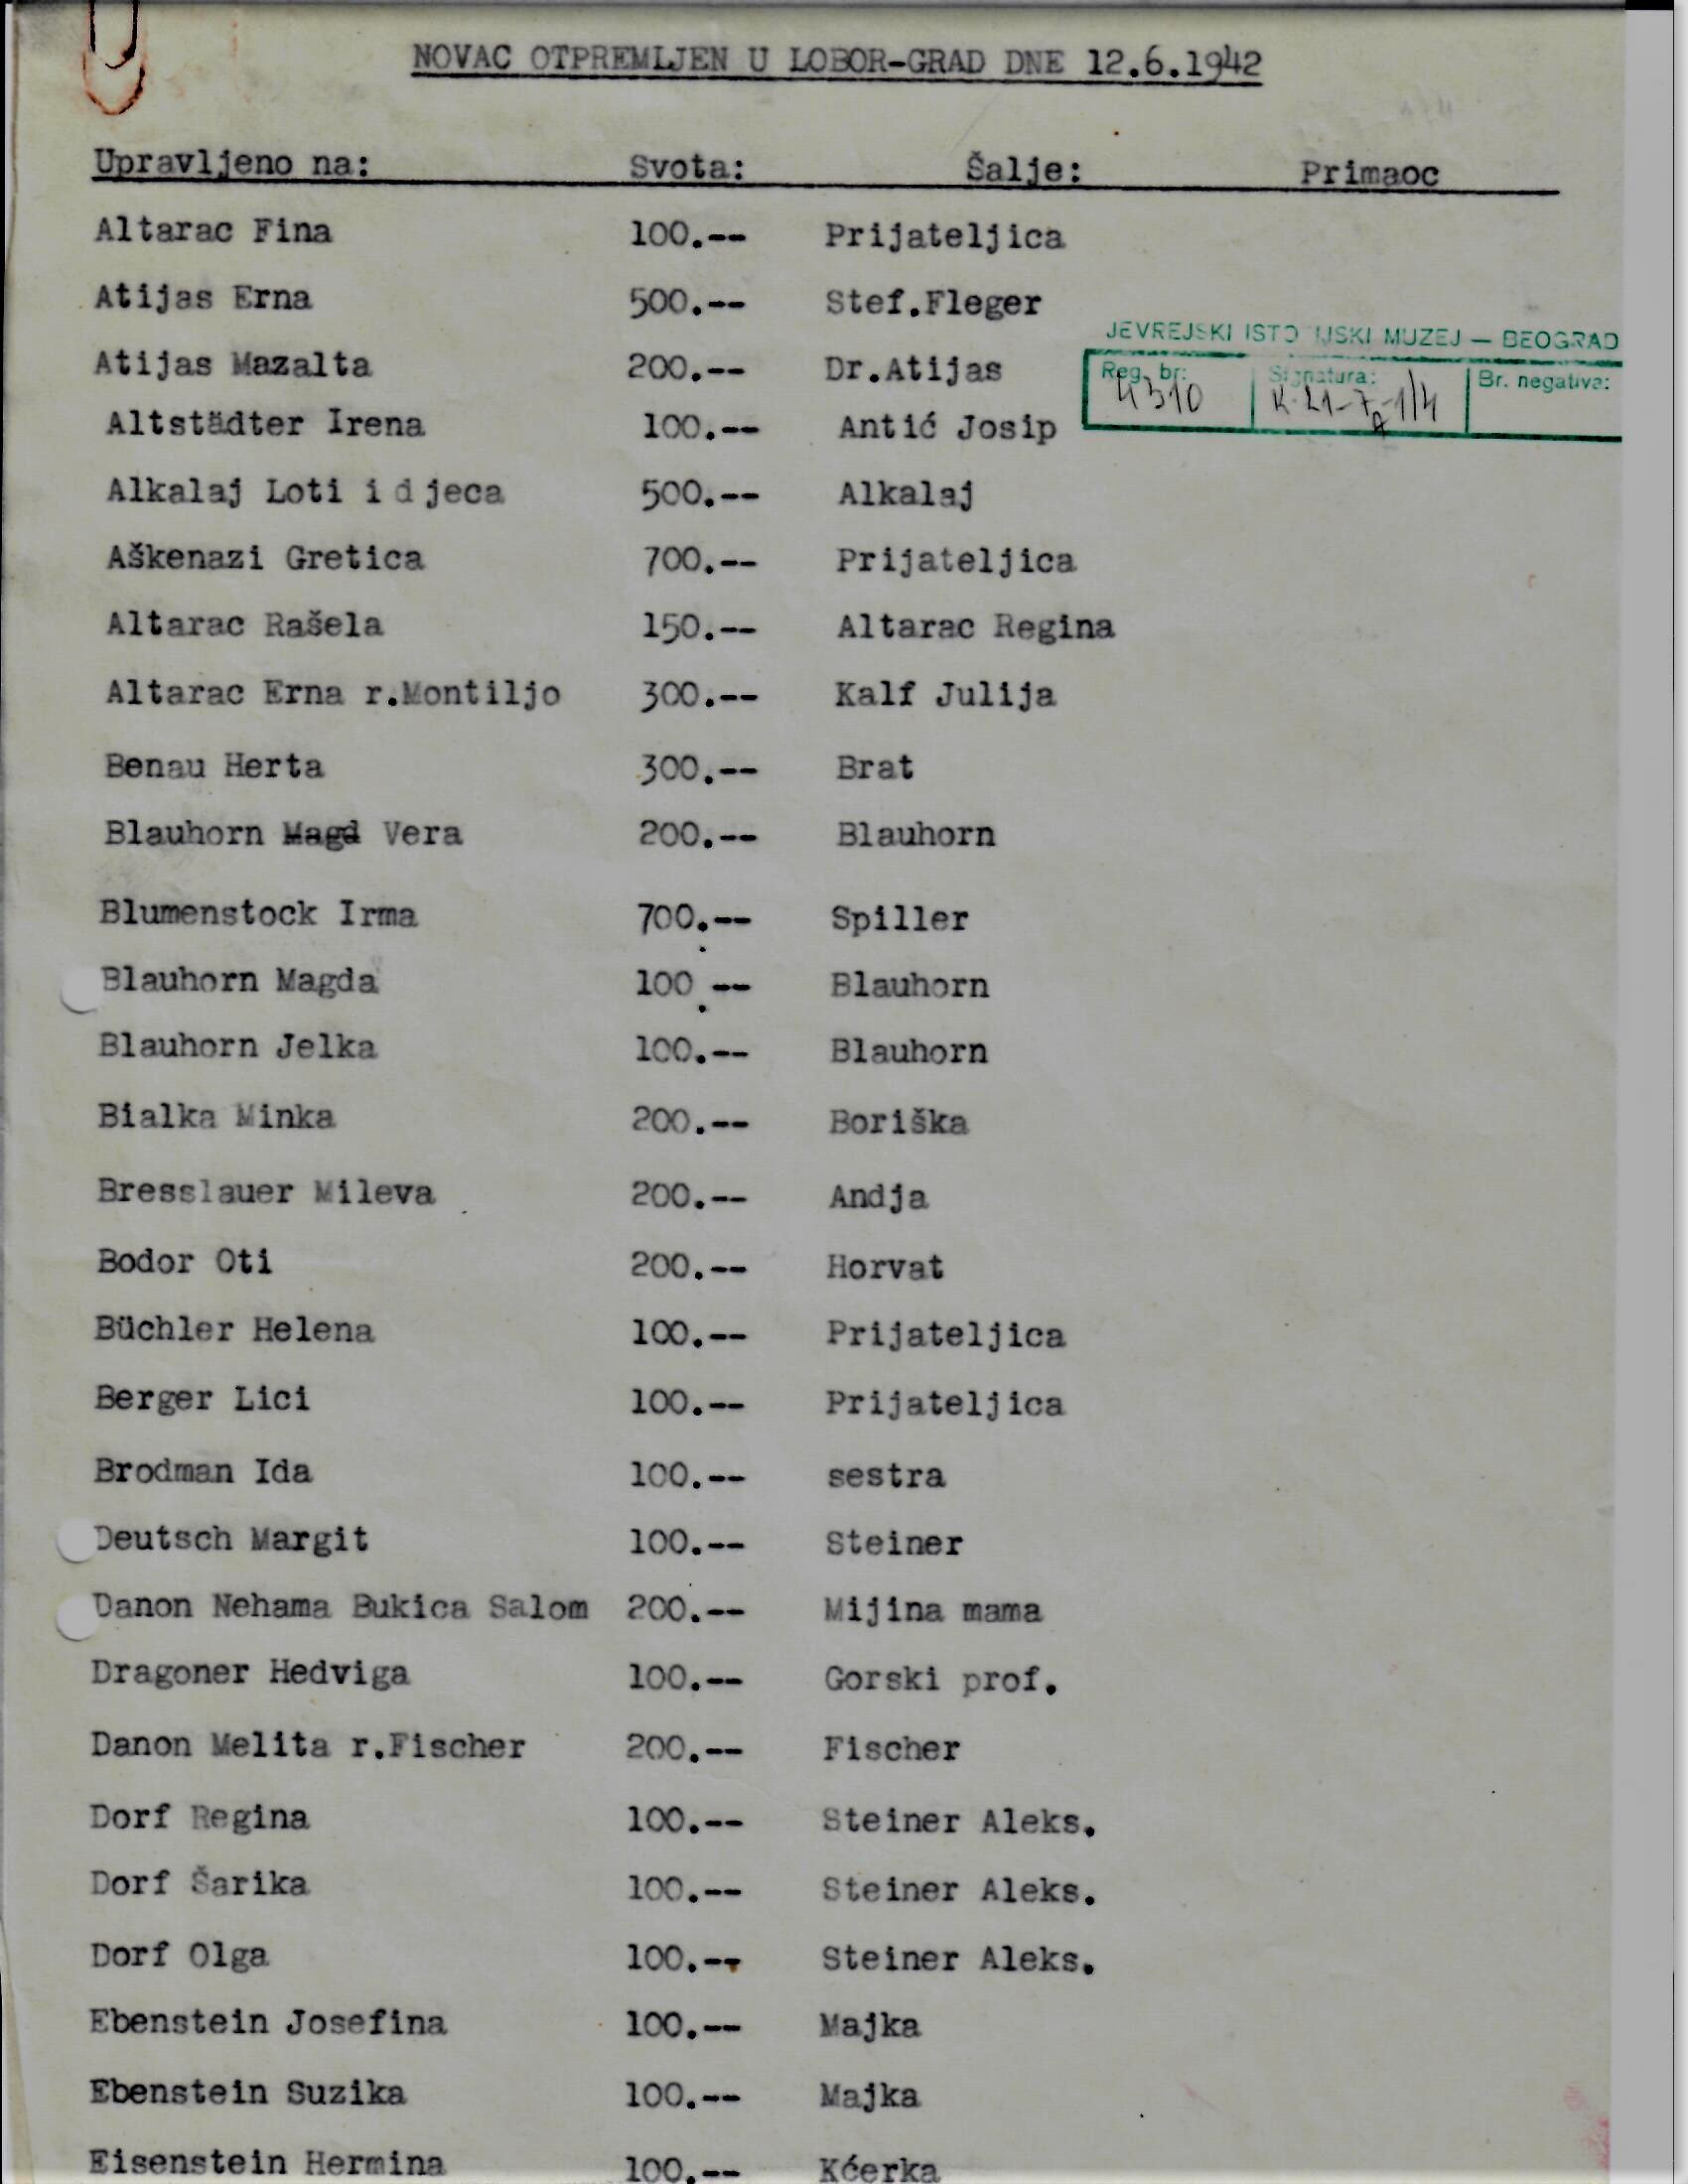 NOVAC OTPREMLJEN U LOBOR-GRAD DNE 12.6.1942
Upravljeno na: Svota: Šalje: Primaoc
Altarac Fina 100.-- Prijateljica
Atijas Erna 500.-- Stef.Fleger
JEVREJSKI ISTO IJSKI MUZEJ — BEOGRAD
Atijas Mazalta 200.-- Dr.Atijas
Reg. br: Signatura: Br. negativa:
4310 K-21-7-1/4
A
Altstädter Irena 100.-- Antić Josip
Alkalaj Loti i djeca 500.-- Alkalaj
Aškenazi Gretica 700.-- Prijateljica
Altarac Rašela 150.-- Altarac Regina
Altarac Erna r.Montiljo 300.-- Kalf Julija
Benau Herta 300.-- Brat
Blauhorn Magd Vera 200.-- Blauhorn
Blumenstock Irma 700.-- Spiller
Blauhorn Magda 100.-- Blauhorn
Blauhorn Jelka 100.-- Blauhorn
Bialka Minka 200.-- Boriška
Bresslauer Mileva 200.-- Andja
Bodor Oti 200.-- Horvat
Büchler Helena 100.-- Prijateljica
Berger Lici 100.-- Prijateljica
Brodman Ida 100.-- sestra
Deutsch Margit 100.-- Steiner
Danon Nehama Bukica Salom 200.-- Mijina mama
Dragoner Hedviga 100.-- Gorski prof.
Danon Melita r.Fischer 200.-- Fischer
Dorf Regina 100.-- Steiner Aleks.
Dorf Šarika 100.-- Steiner Aleks.
Dorf Olga 100.-- Steiner Aleks.
Ebenstein Josefina 100.-- Majka
Ebenstein Suzika 100.-- Majka
Eisenstein Hermina 100.-- Kćerka